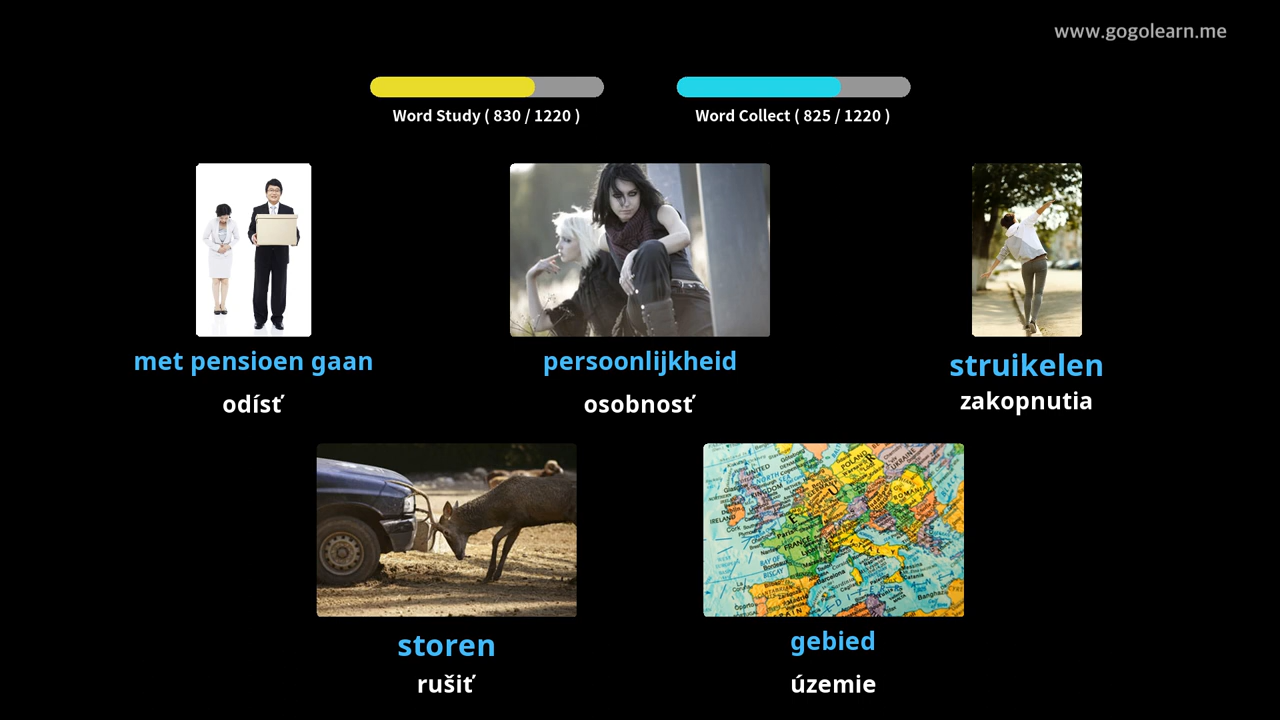 www.gogolearn.me
Word Study ( 830 / 1220 )
Word Collect ( 825 / 1220 )
met pensioen gaan
odísť
persoonlijkheid
osobnosť
struikelen
zakopnutia
storen
rušiť
gebied
územie